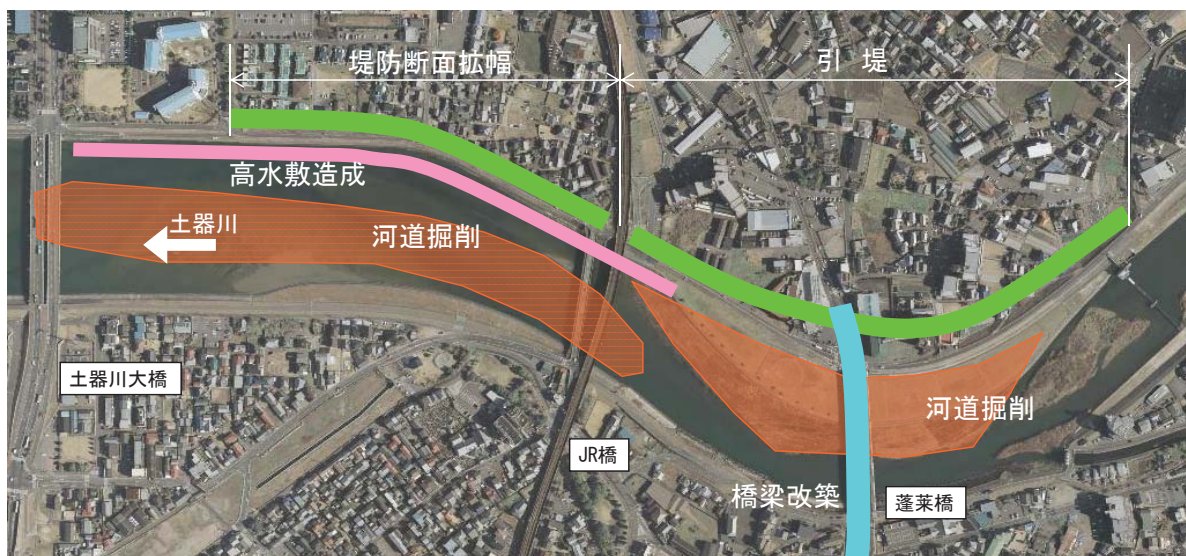 堤防断面拡幅
引堤
高水敷造成
土器川
河道掘削
土器川大橋
JR橋
河道掘削
橋梁改築
蓬莱橋